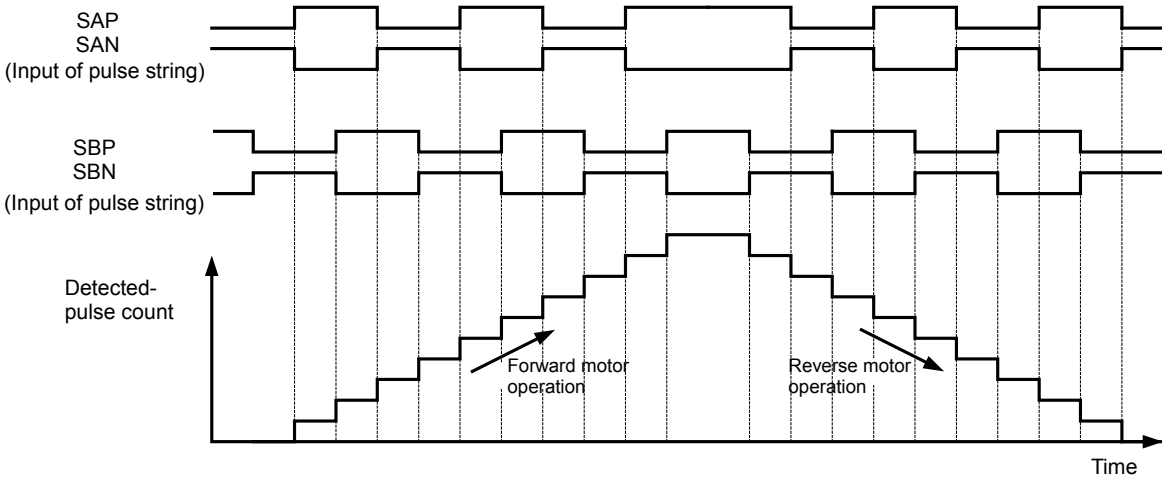 SAP
SAN
(Input of pulse string)
SBP
SBN
(Input of pulse string)
Detected-
pulse count
Forward motor
operation
Reverse motor
operation
Time